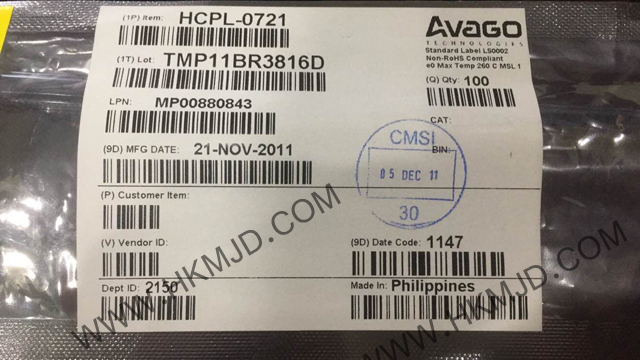 (1P) Item: HCPL-0721
AVAGO
TECHNOLOGIES
Standard Label LS0002
Non-RoHS Compliant
e0 Max Temp 260 C MSL 1
(1T) Lot: TMP11BR3816D
(Q) Qty: 100
LPN: MP00880843
CAT:
BIN:
(9D) MFG DATE: 21-NOV-2011
CMSI
05 DEC 11
30
(P) Customer Item:
(V) Vendor ID:
(9D) Date Code: 1147
Dept ID: 2150
Made In: Philippines
WWW.HKMJD.COM
WWW.HKMJD.COM